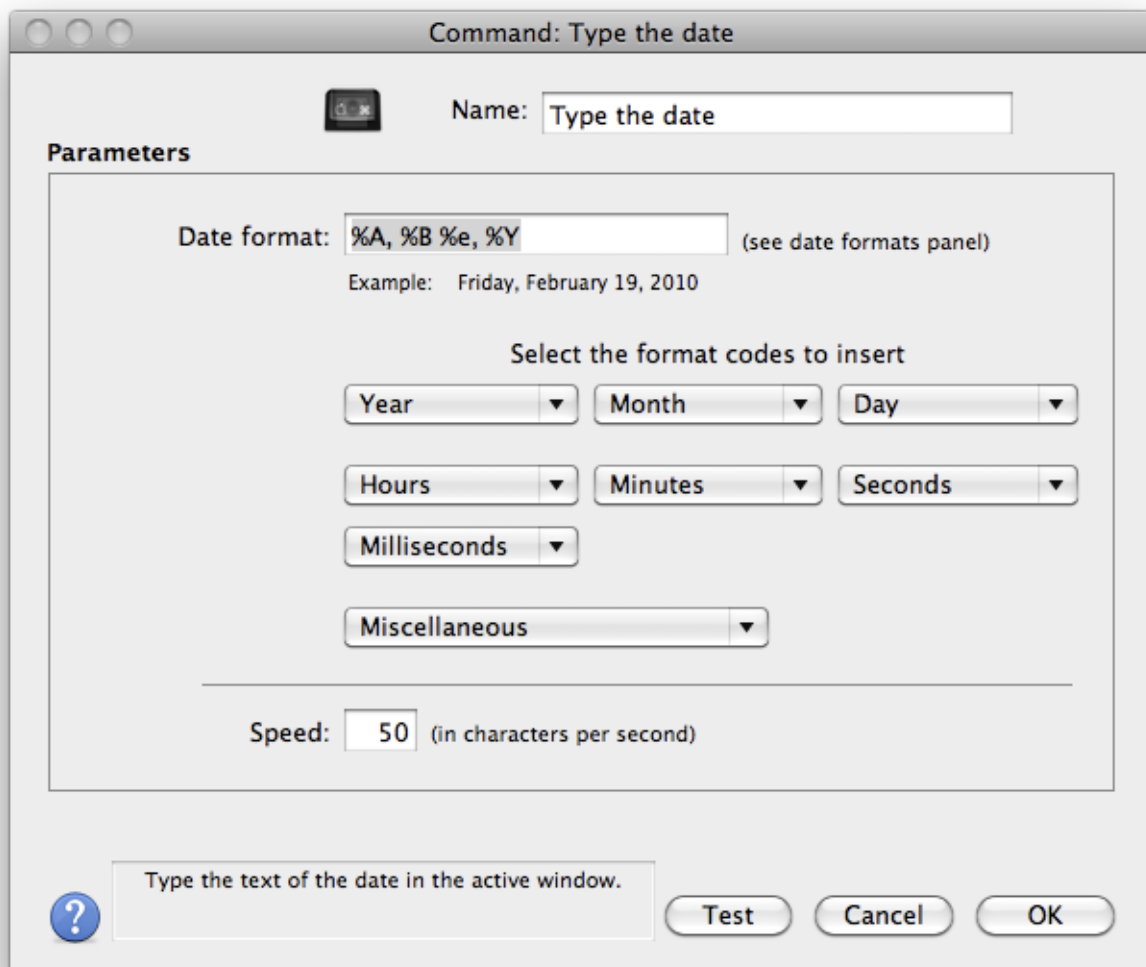 Command: Type the date
Name: Type the date
Parameters
Date format: %A, %B %e, %Y (see date formats panel)
Example: Friday, February 19, 2010
Select the format codes to insert
Year Month Day
Hours Minutes Seconds
Milliseconds
Miscellaneous
Speed: 50 (in characters per second)
Type the text of the date in the active window.
? Test Cancel OK